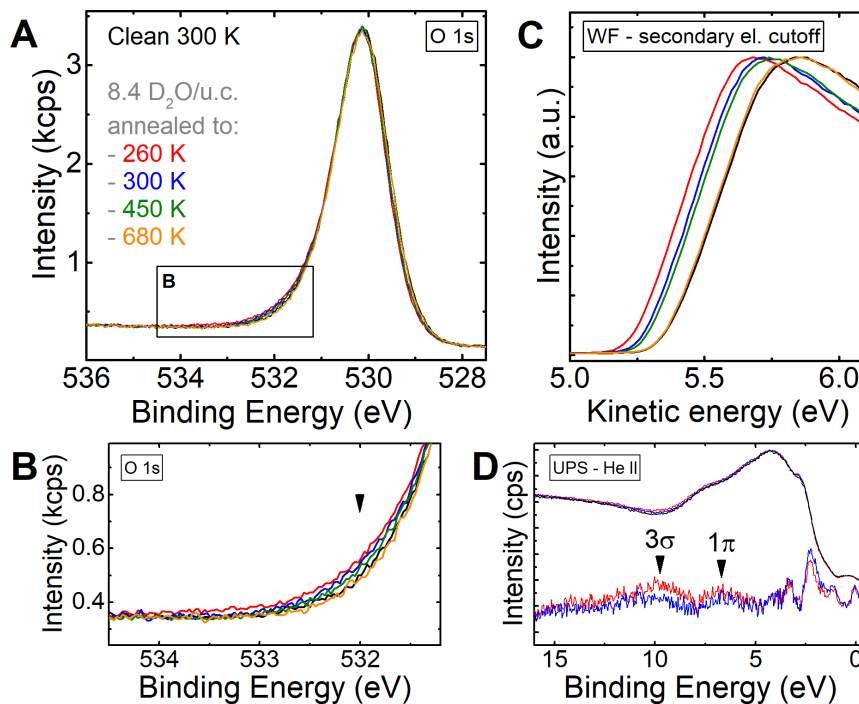 A
Clean 300 K
O 1s
8.4 D₂O/u.c.
annealed to:
- 260 K
- 300 K
- 450 K
- 680 K
B
Intensity (kcps)
3
2
1
536
534
532
530
528
Binding Energy (eV)
C
WF - secondary el. cutoff
Intensity (a.u.)
5.0
5.5
6.0
Kinetic energy (eV)
B
O 1s
Intensity (kcps)
0.8
0.6
0.4
534
533
532
Binding Energy (eV)
D
UPS - He II
Intensity (cps)
3σ
1π
15
10
5
0
Binding Energy (eV)